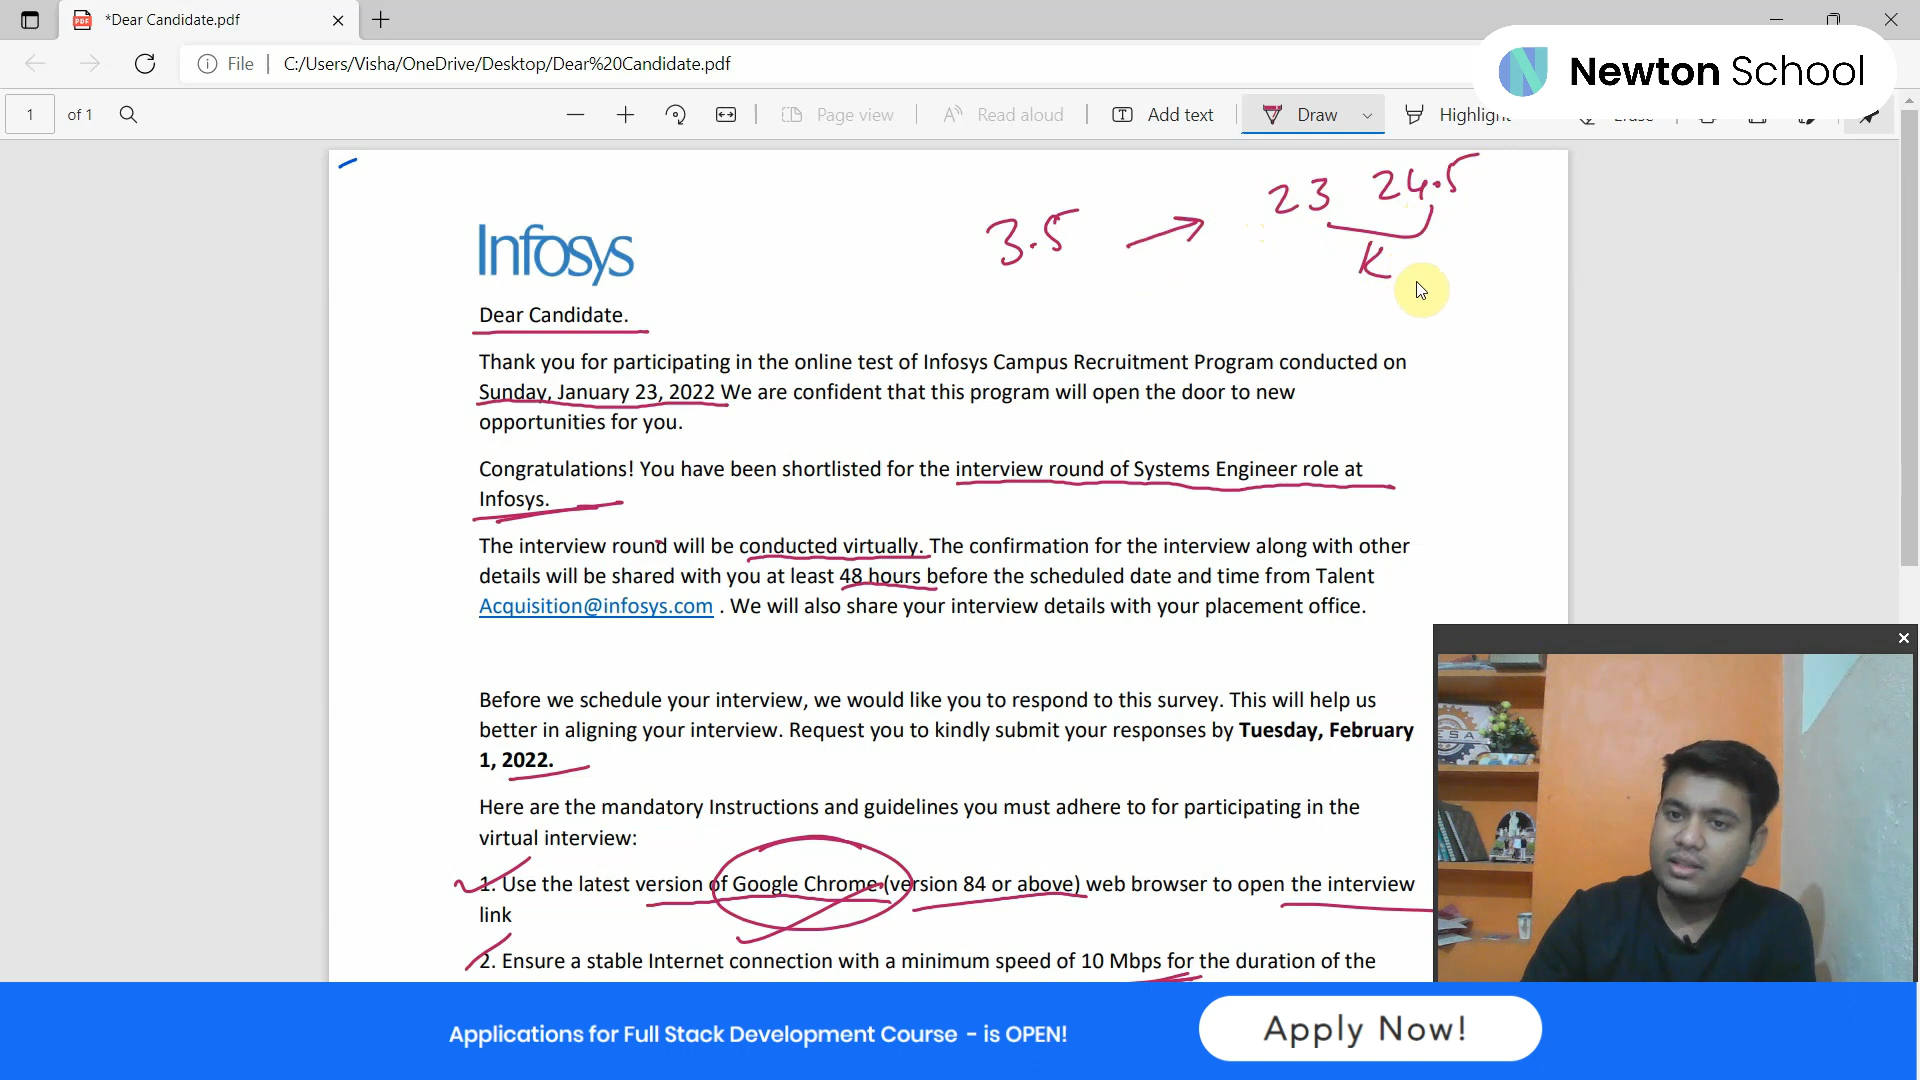 *Dear Candidate.pdf
File
C:/Users/Visha/OneDrive/Desktop/Dear%20Candidate.pdf
Newton School
1 of 1
Page view
Read aloud
Add text
Draw
Highlight
23 24.5
3.5
K
Infosys
Dear Candidate.
Thank you for participating in the online test of Infosys Campus Recruitment Program conducted on
Sunday, January 23, 2022 We are confident that this program will open the door to new
opportunities for you.
Congratulations! You have been shortlisted for the interview round of Systems Engineer role at
Infosys.
The interview round will be conducted virtually. The confirmation for the interview along with other
details will be shared with you at least 48 hours before the scheduled date and time from Talent
Acquisition@infosys.com . We will also share your interview details with your placement office.
Before we schedule your interview, we would like you to respond to this survey. This will help us
better in aligning your interview. Request you to kindly submit your responses by Tuesday, February
1, 2022.
Here are the mandatory Instructions and guidelines you must adhere to for participating in the
virtual interview:
1. Use the latest version of Google Chrome (version 84 or above) web browser to open the interview
link
2. Ensure a stable Internet connection with a minimum speed of 10 Mbps for the duration of the
Applications for Full Stack Development Course - is OPEN!
Apply Now!